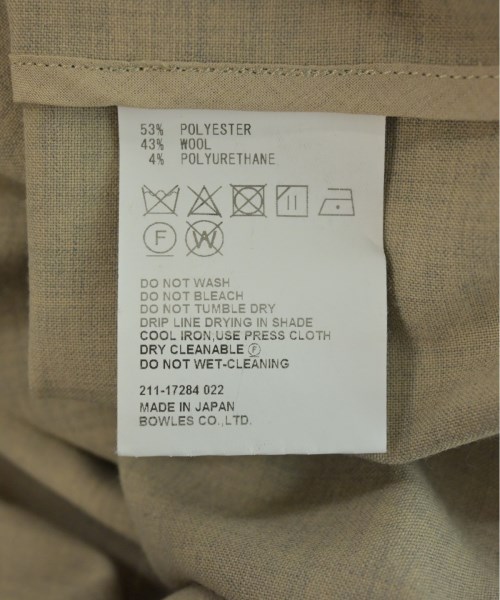 53% POLYESTER
43% WOOL
4% POLYURETHANE
F W
DO NOT WASH
DO NOT BLEACH
DO NOT TUMBLE DRY
DRIP LINE DRYING IN SHADE
COOL IRON,USE PRESS CLOTH
DRY CLEANABLE Ⓕ
DO NOT WET-CLEANING
211-17284 022
MADE IN JAPAN
BOWLES CO.,LTD.